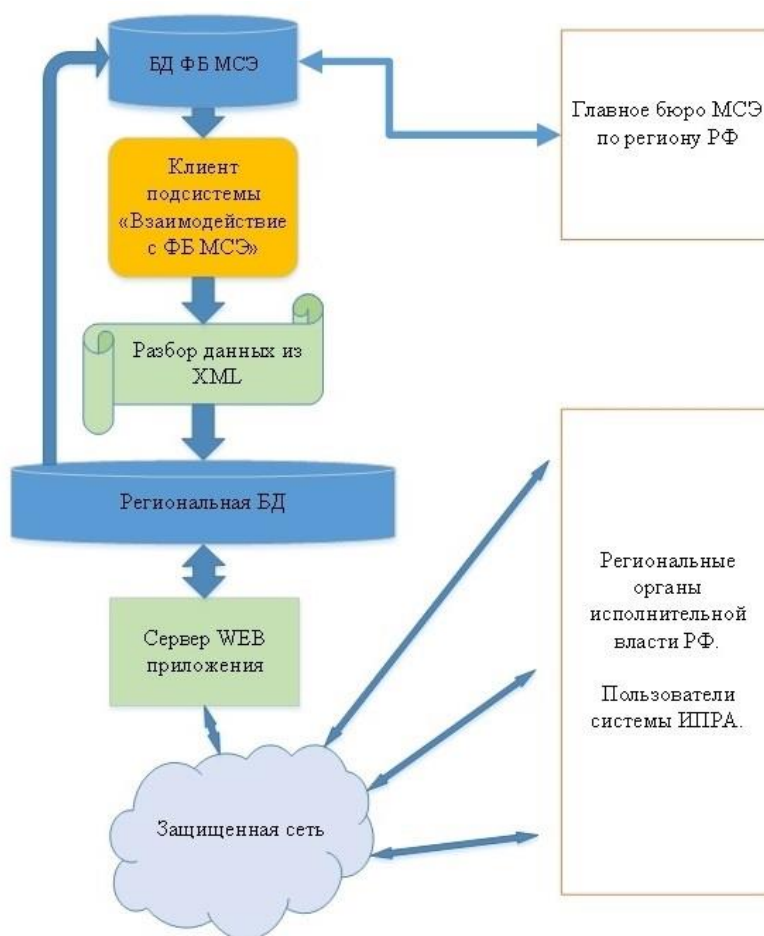 БД ФБ МСЭ
Главное бюро МСЭ
по региону РФ
Клиент
подсистемы
«Взаимодействие
с ФБ МСЭ»
Разбор данных из
XML
Региональная БД
Региональные
органы
исполнительной
власти РФ.
Пользователи
системы ИПРА.
Сервер WEB
приложения
Защищенная сеть